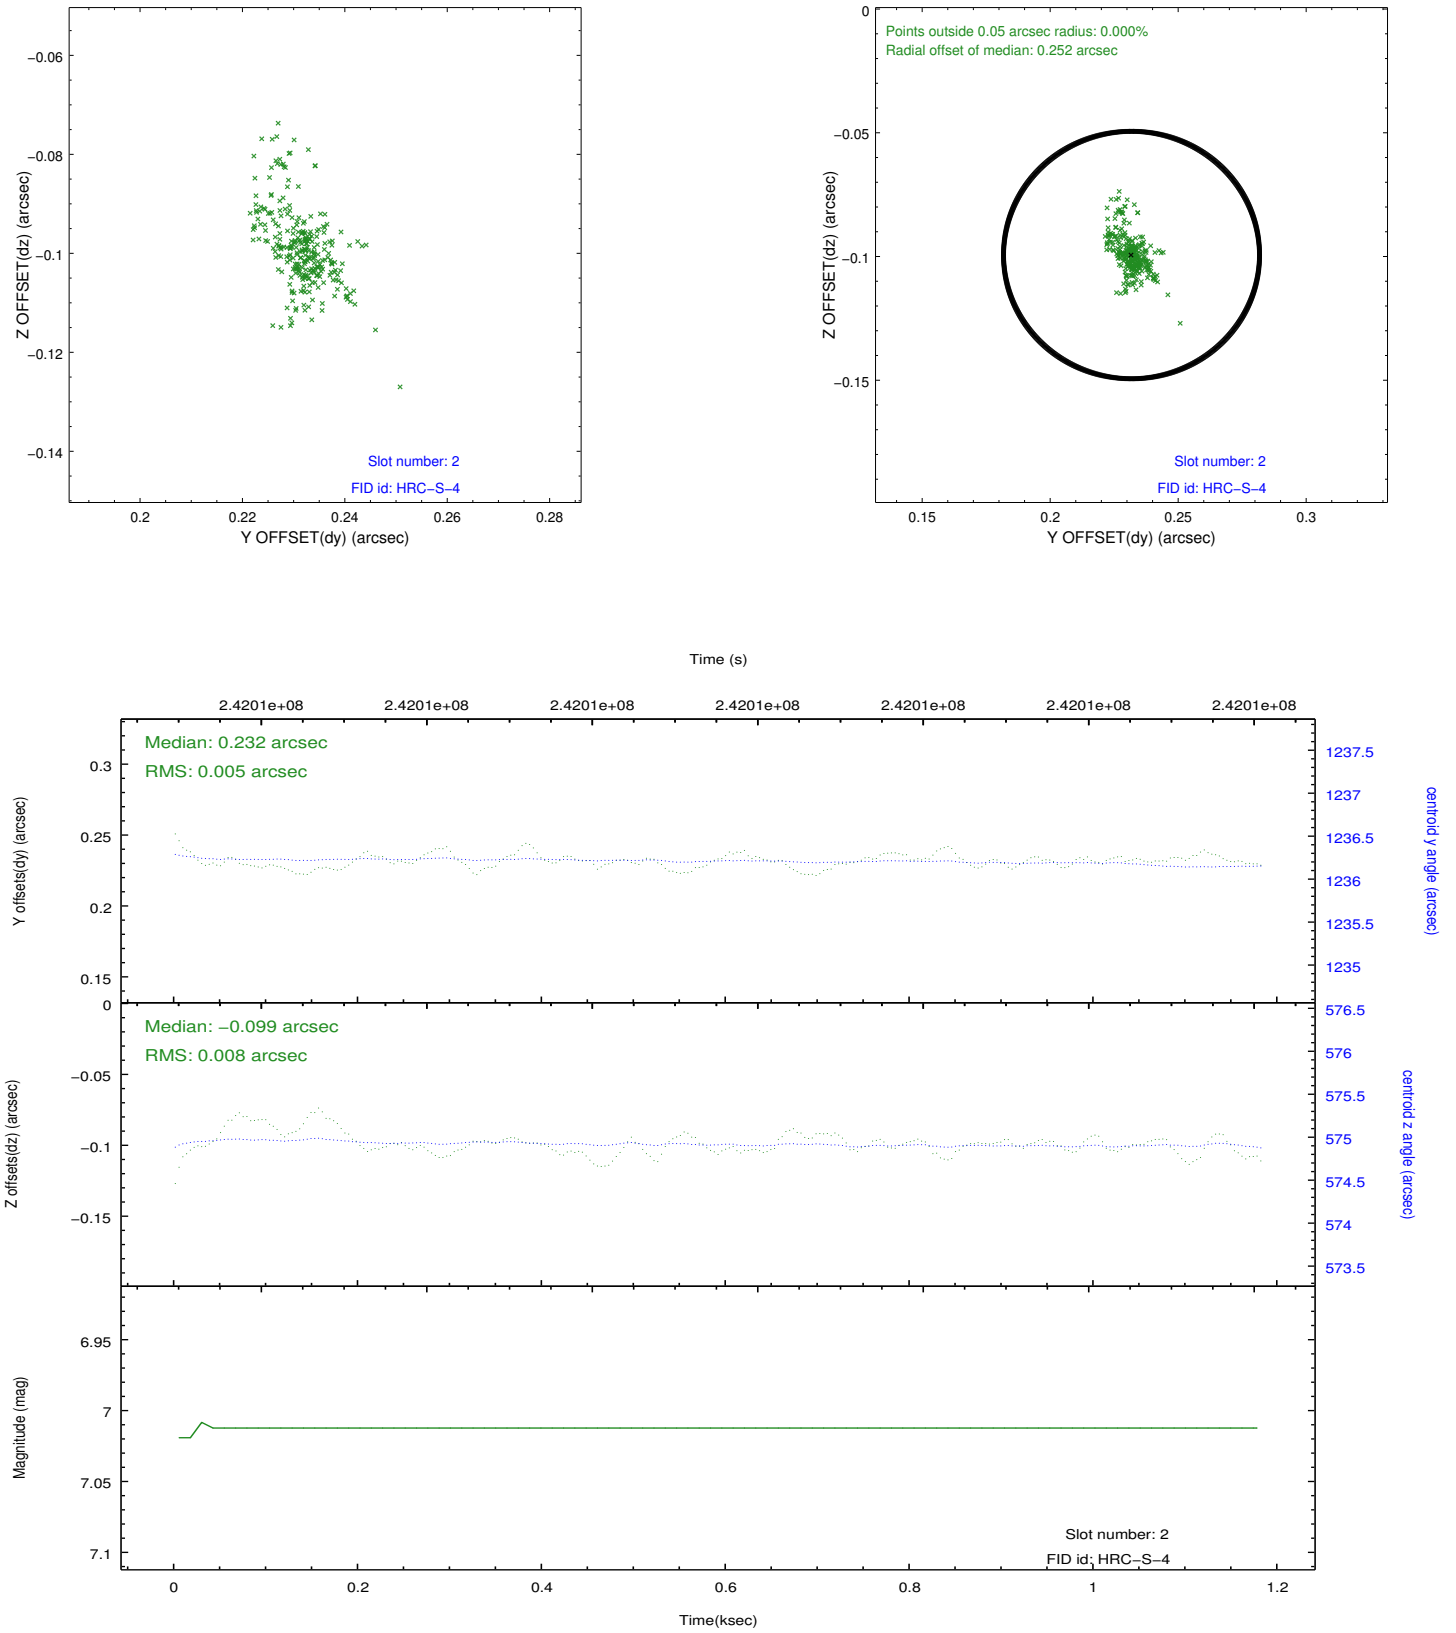 −0.06
−0.08
−0.1
−0.12
−0.14
Z OFFSET(dz) (arcsec)
Slot number: 2
FID id: HRC−S−4
0.2 0.22 0.24 0.26 0.28
Y OFFSET(dy) (arcsec)
0
−0.05
−0.1
−0.15
Z OFFSET(dz) (arcsec)
Points outside 0.05 arcsec radius: 0.000%
Radial offset of median: 0.252 arcsec
Slot number: 2
FID id: HRC−S−4
0.15 0.2 0.25 0.3
Y OFFSET(dy) (arcsec)
Time (s)
2.4201e+08 2.4201e+08 2.4201e+08 2.4201e+08 2.4201e+08 2.4201e+08 2.4201e+08
Median: 0.232 arcsec
RMS: 0.005 arcsec
0.3
0.25
0.2
0.15
Y offsets(dy) (arcsec)
1237.5
1237
1236.5
1236
1235.5
1235
centroid y angle (arcsec)
Median: −0.099 arcsec
RMS: 0.008 arcsec
0
−0.05
−0.1
−0.15
Z offsets(dz) (arcsec)
576.5
576
575.5
575
574.5
574
573.5
centroid z angle (arcsec)
6.95
7
7.05
7.1
Magnitude (mag)
Slot number: 2
FID id: HRC−S−4
0 0.2 0.4 0.6 0.8 1 1.2
Time(ksec)